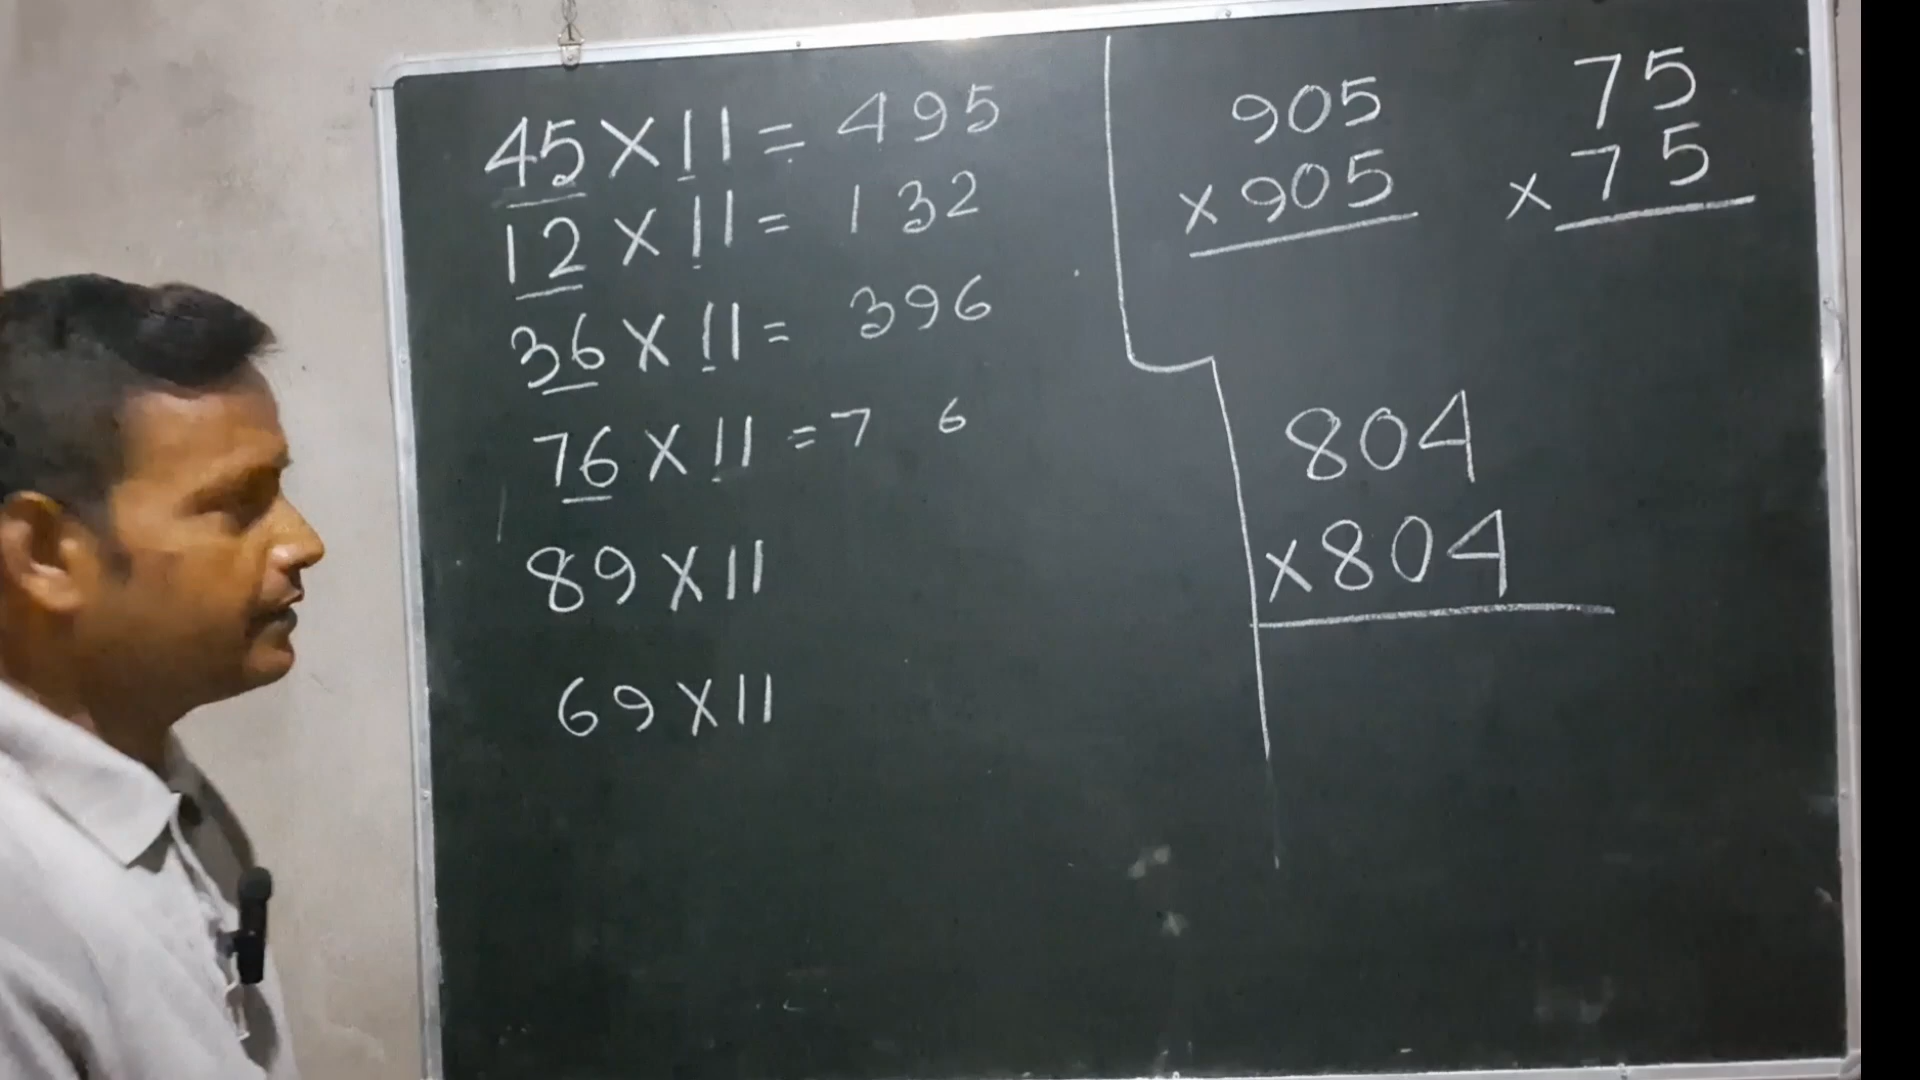 45 X 11 = 495
12 X 11 = 132
36 X 11 = 396
76 X 11 = 7 6
89 X 11
69 X 11
905
x 905
75
x 75
804
x 804